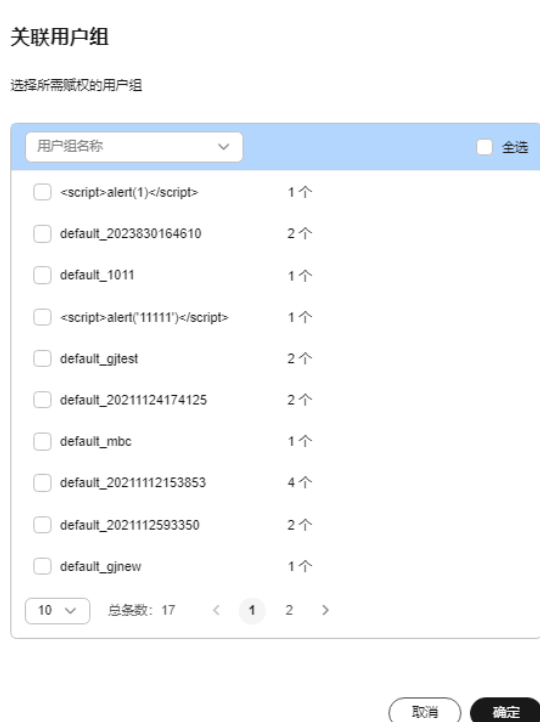 关联用户组
选择所需赋权的用户组
用户组名称 全选
<script>alert(1)</script> 1 个
default_2023830164610 2 个
default_1011 1 个
<script>alert('11111')</script> 1 个
default_gjtest 2 个
default_20211124174125 2 个
default_mbc 1 个
default_20211112153853 4 个
default_2021112593350 2 个
default_gjnew 1 个
10 总条数：17 < 1 2 >
取消 确定